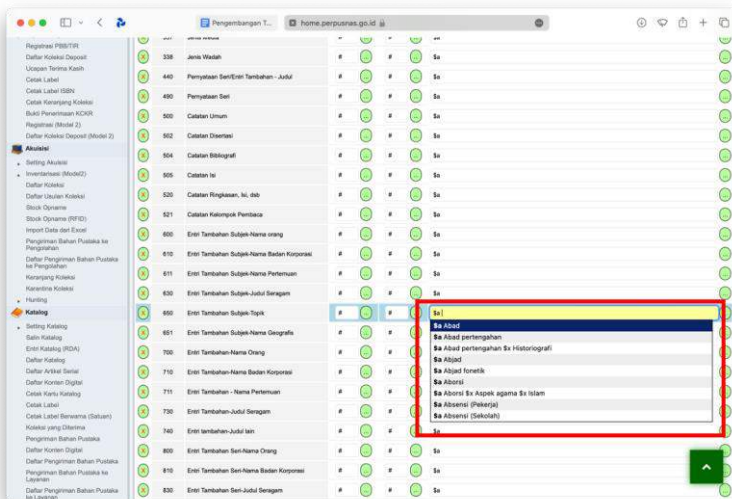 Pengembangan T...
home.perpusnas.go.id
Registrasi PBB/TIR
Daftar Koleksi Deposit
Ucapan Terima Kasih
Cetak Label
Cetak Label ISBN
Cetak Keranjang Koleksi
Bukti Penerimaan KCKR
Registrasi (Model 2)
Daftar Koleksi Deposit (Model 2)
Akuisisi
Setting Akuisisi
Inventarisasi (Model2)
Daftar Koleksi
Daftar Usulan Koleksi
Stock Opname
Stock Opname (RFID)
Import Data dari Excel
Pengiriman Bahan Pustaka ke
Pengolahan
Daftar Pengiriman Bahan Pustaka
ke Pengolahan
Keranjang Koleksi
Karantina Koleksi
Hunting
Katalog
Setting Katalog
Salin Katalog
Entri Katalog (RDA)
Daftar Katalog
Daftar Artikel Serial
Daftar Konten Digital
Cetak Kartu Katalog
Cetak Label
Cetak Label Berwarna (Satuan)
Koleksi yang Diterima
Pengiriman Bahan Pustaka
Daftar Konten Digital
Daftar Pengiriman Bahan Pustaka
Pengiriman Bahan Pustaka ke
Layanan
Daftar Pengiriman Bahan Pustaka
ke Layanan
X 338 Jenis Wadah # ... # ... $a
X 440 Pernyataan Seri/Entri Tambahan - Judul # ... # ... $a
X 490 Pernyataan Seri # ... # ... $a
X 500 Catatan Umum # ... # ... $a
X 502 Catatan Disertasi # ... # ... $a
X 504 Catatan Bibliografi # ... # ... $a
X 505 Catatan Isi # ... # ... $a
X 520 Catatan Ringkasan, Isi, dsb # ... # ... $a
X 521 Catatan Kelompok Pembaca # ... # ... $a
X 600 Entri Tambahan Subjek-Nama orang # ... # ... $a
X 610 Entri Tambahan Subjek-Nama Badan Korporasi # ... # ... $a
X 611 Entri Tambahan Subjek-Nama Pertemuan # ... # ... $a
X 630 Entri Tambahan Subjek-Judul Seragam # ... # ... $a
X 650 Entri Tambahan Subjek-Topik # ... # ... $a
$a Abad
$a Abad pertengahan
$a Abad pertengahan $x Historiografi
$a Abjad
$a Abjad fonetik
$a Aborsi
$a Aborsi $x Aspek agama $x Islam
$a Absensi (Pekerja)
$a Absensi (Sekolah)
X 651 Entri Tambahan Subjek-Nama Geografis # ... # ...
X 700 Entri Tambahan-Nama Orang # ... # ...
X 710 Entri Tambahan-Nama Badan Korporasi # ... # ...
X 711 Entri Tambahan - Nama Pertemuan # ... # ...
X 730 Entri Tambahan-Judul Seragam # ... # ...
X 740 Entri tambahan-Judul lain # ... # ... $a
X 800 Entri Tambahan Seri-Nama Orang # ... # ... $a
X 810 Entri Tambahan Seri-Nama Badan Korporasi # ... # ... $a
X 830 Entri Tambahan Seri-Judul Seragam # ... # ... $a